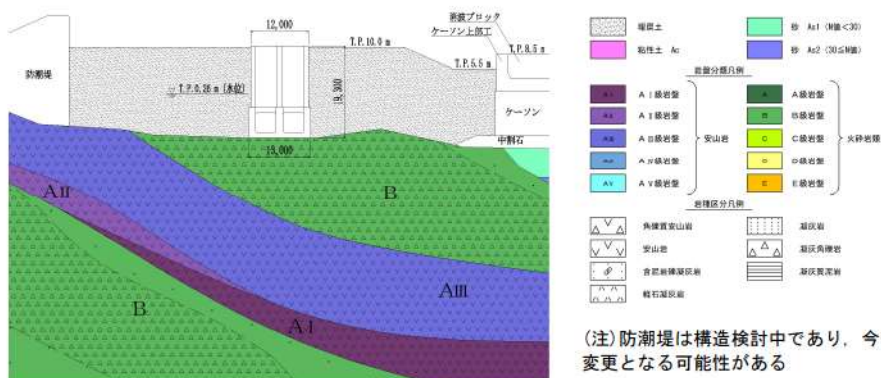 消波ブロック
ケーソン上部工
12,000
T.P.10.0 m
T.P.8.5 m
T.P.5.5 m
防潮堤
T.P.0.26 m (水位)
19,300
ケーソン
中割石
13,000
B
AⅡ
AⅢ
B
AⅠ
埋戻土
砂 As1 (N値<30)
粘性土 Ac
砂 As2 (30≦N値)
岩盤分類凡例
AⅠ級岩盤
A A級岩盤
AⅡ級岩盤
B B級岩盤
AⅢ級岩盤
安山岩
C C級岩盤
火砕岩類
AⅣ級岩盤
D D級岩盤
AⅤ AⅤ級岩盤
E E級岩盤
岩種区分凡例
角礫質安山岩
凝灰岩
安山岩
凝灰角礫岩
含泥岩礫凝灰岩
凝灰質泥岩
軽石凝灰岩
(注)防潮堤は構造検討中であり，今
変更となる可能性がある